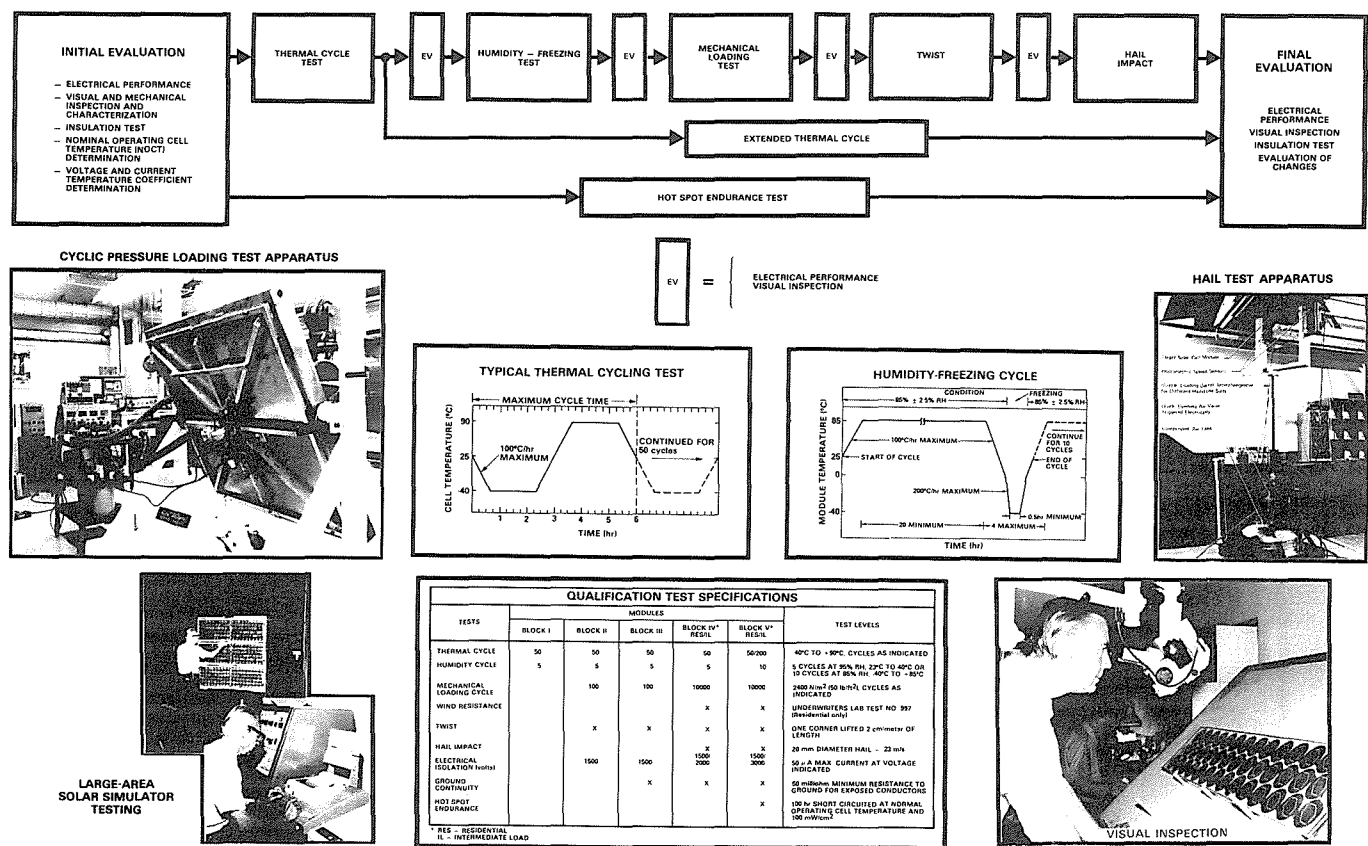 INITIAL EVALUATION
– ELECTRICAL PERFORMANCE
– VISUAL AND MECHANICAL
INSPECTION AND
CHARACTERIZATION
– INSULATION TEST
– NOMINAL OPERATING CELL
TEMPERATURE (NOCT)
DETERMINATION
– VOLTAGE AND CURRENT
TEMPERATURE COEFFICIENT
DETERMINATION
THERMAL CYCLE
TEST
EV
HUMIDITY – FREEZING
TEST
EV
MECHANICAL
LOADING
TEST
EV
TWIST
EV
HAIL
IMPACT
FINAL
EVALUATION
ELECTRICAL
PERFORMANCE
VISUAL INSPECTION
INSULATION TEST
EVALUATION OF
CHANGES
EXTENDED THERMAL CYCLE
HOT SPOT ENDURANCE TEST
EV = ELECTRICAL PERFORMANCE
VISUAL INSPECTION
CYCLIC PRESSURE LOADING TEST APPARATUS
HAIL TEST APPARATUS
TYPICAL THERMAL CYCLING TEST
MAXIMUM CYCLE TIME
CELL TEMPERATURE (°C)
90
25
-40
100°C/hr
MAXIMUM
CONTINUED FOR
50 cycles
1 2 3 4 5 6
TIME (hr)
HUMIDITY-FREEZING CYCLE
CONDITION
85% ± 2.5% RH
FREEZING
85% ± 2.5% RH
MODULE TEMPERATURE (°C)
85
25
0
-40
100°C/hr MAXIMUM
START OF CYCLE
CONTINUE
FOR 10
CYCLES
END OF
CYCLE
200°C/hr MAXIMUM
0.5hr MINIMUM
20 MINIMUM
4 MAXIMUM
TIME (hr)
LARGE-AREA
SOLAR SIMULATOR
TESTING
QUALIFICATION TEST SPECIFICATIONS
TESTS MODULES TEST LEVELS
BLOCK I BLOCK II BLOCK III BLOCK IV* RES/IL BLOCK V* RES/IL
THERMAL CYCLE 50 50 50 50 50/200 -40°C TO +90°C, CYCLES AS INDICATED
HUMIDITY CYCLE 5 5 5 5 10 5 CYCLES AT 95% RH, 23°C TO 40°C OR
10 CYCLES AT 85% RH, -40°C TO +85°C
MECHANICAL
LOADING CYCLE 100 100 10000 10000 2400 N/m² (50 lb/ft²), CYCLES AS
INDICATED
WIND RESISTANCE X X UNDERWRITERS LAB TEST NO. 997
(Residential only)
TWIST X X X X ONE CORNER LIFTED 2 cm/meter OF
LENGTH
HAIL IMPACT X X 20 mm DIAMETER HAIL – 23 m/s
ELECTRICAL
ISOLATION (volts) 1500 1500 1500/2000 1500/3000 50 μA MAX CURRENT AT VOLTAGE
INDICATED
GROUND
CONTINUITY X X X 50 milliohm MINIMUM RESISTANCE TO
GROUND FOR EXPOSED CONDUCTORS
HOT SPOT
ENDURANCE X 100 hr SHORT CIRCUITED AT NORMAL
OPERATING CELL TEMPERATURE AND
100 mW/cm²
* RES – RESIDENTIAL
IL – INTERMEDIATE LOAD
VISUAL INSPECTION